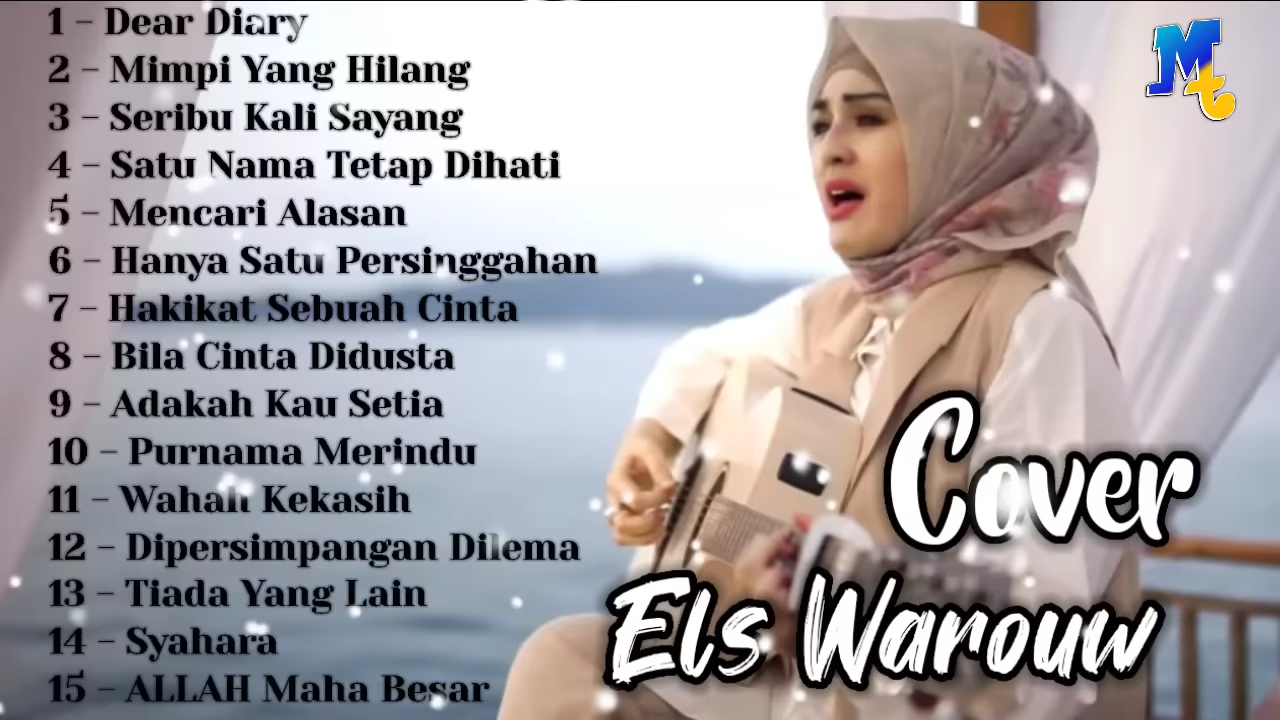 1 – Dear Diary
2 – Mimpi Yang Hilang
3 – Seribu Kali Sayang
4 – Satu Nama Tetap Dihati
5 – Mencari Alasan
6 – Hanya Satu Persinggahan
7 – Hakikat Sebuah Cinta
8 – Bila Cinta Didusta
9 – Adakah Kau Setia
10 – Purnama Merindu
11 – Wahah Kekasih
12 – Dipersimpangan Dilema
13 – Tiada Yang Lain
14 – Syahara
15 – ALLAH Maha Besar
Mt
Cover
Els Warouw